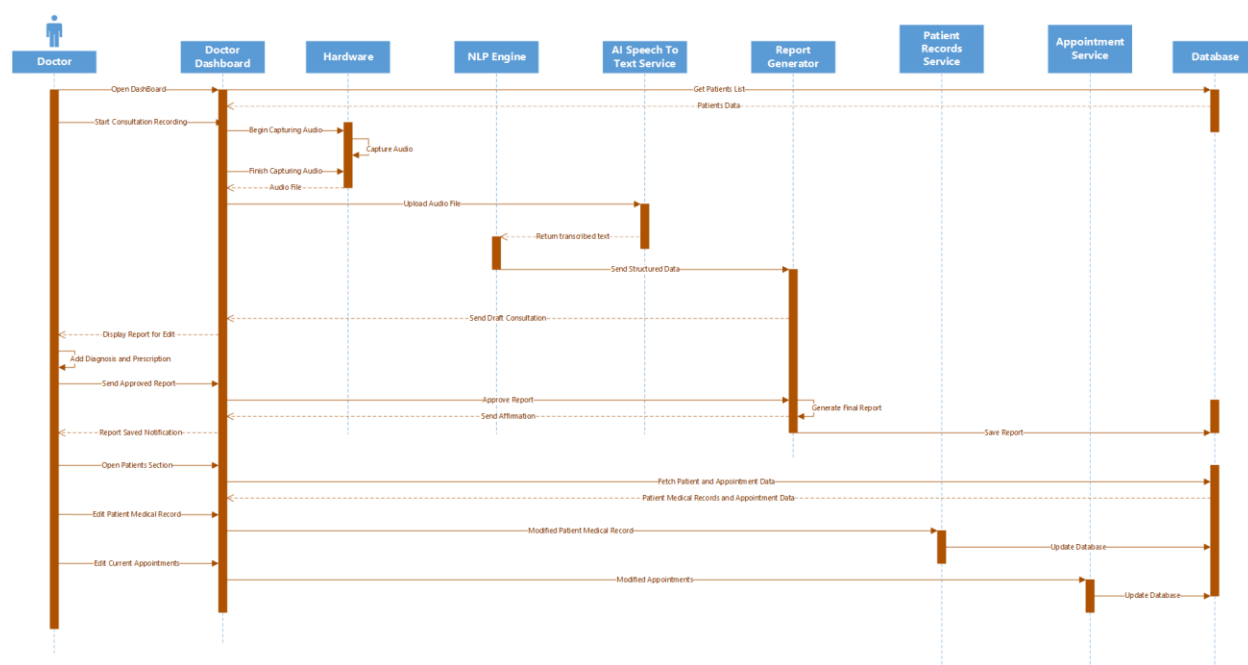 Doctor
Doctor
Dashboard
Hardware
NLP Engine
AI Speech To
Text Service
Report
Generator
Patient
Records
Service
Appointment
Service
Database
Open DashBoard
Get Patients List
Patients Data
Start Consultation Recording
Begin Capturing Audio
Capture Audio
Finish Capturing Audio
Audio File
Upload Audio File
Return transcribed text
Send Structured Data
Send Draft Consultation
Display Report for Edit
Add Diagnosis and Prescription
Send Approved Report
Approve Report
Generate Final Report
Send Affirmation
Report Saved Notification
Save Report
Open Patients Section
Fetch Patient and Appointment Data
Patient Medical Records and Appointment Data
Edit Patient Medical Record
Modified Patient Medical Record
Update Database
Edit Current Appointments
Modified Appointments
Update Database